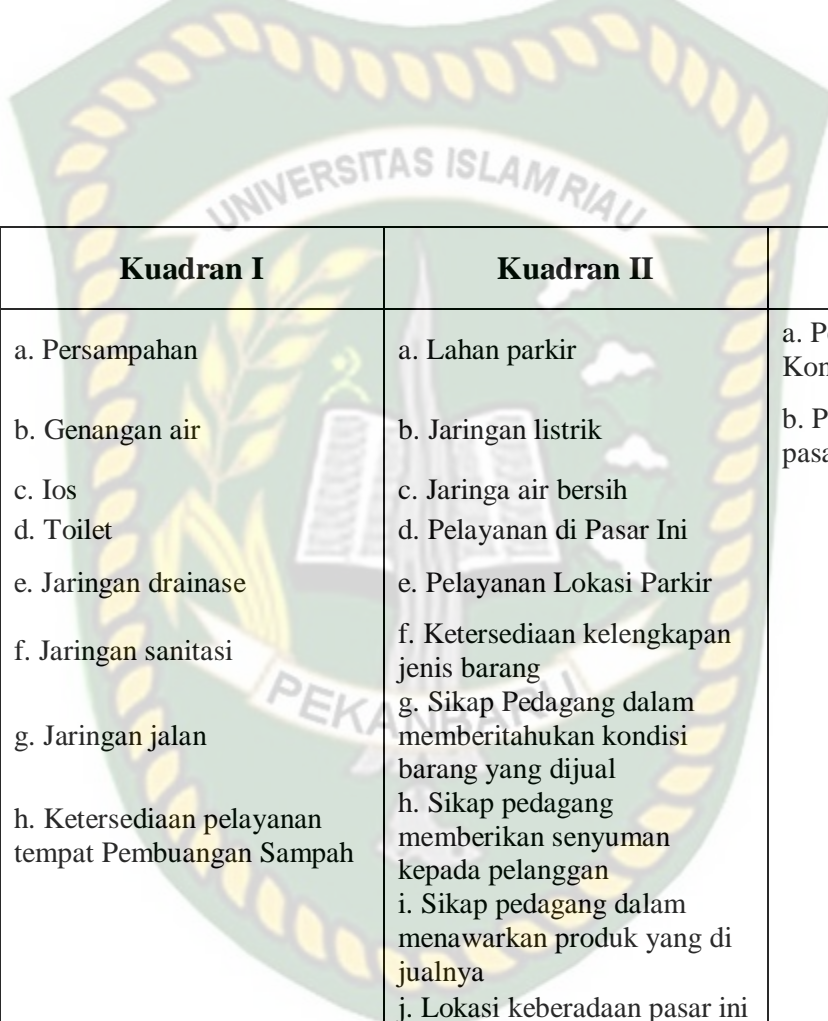 UNIVERSITAS ISLAM RIAU
Kuadran I
a. Persampahan
b. Genangan air
c. Ios
d. Toilet
e. Jaringan drainase
f. Jaringan sanitasi
g. Jaringan jalan
h. Ketersediaan pelayanan
tempat Pembuangan Sampah
Kuadran II
a. Lahan parkir
b. Jaringan listrik
c. Jaringa air bersih
d. Pelayanan di Pasar Ini
e. Pelayanan Lokasi Parkir
f. Ketersediaan kelengkapan
jenis barang
g. Sikap Pedagang dalam
memberitahukan kondisi
barang yang dijual
h. Sikap pedagang
memberikan senyuman
kepada pelanggan
i. Sikap pedagang dalam
menawarkan produk yang di
jualnya
j. Lokasi keberadaan pasar ini
a.
b.
PEKANBARU